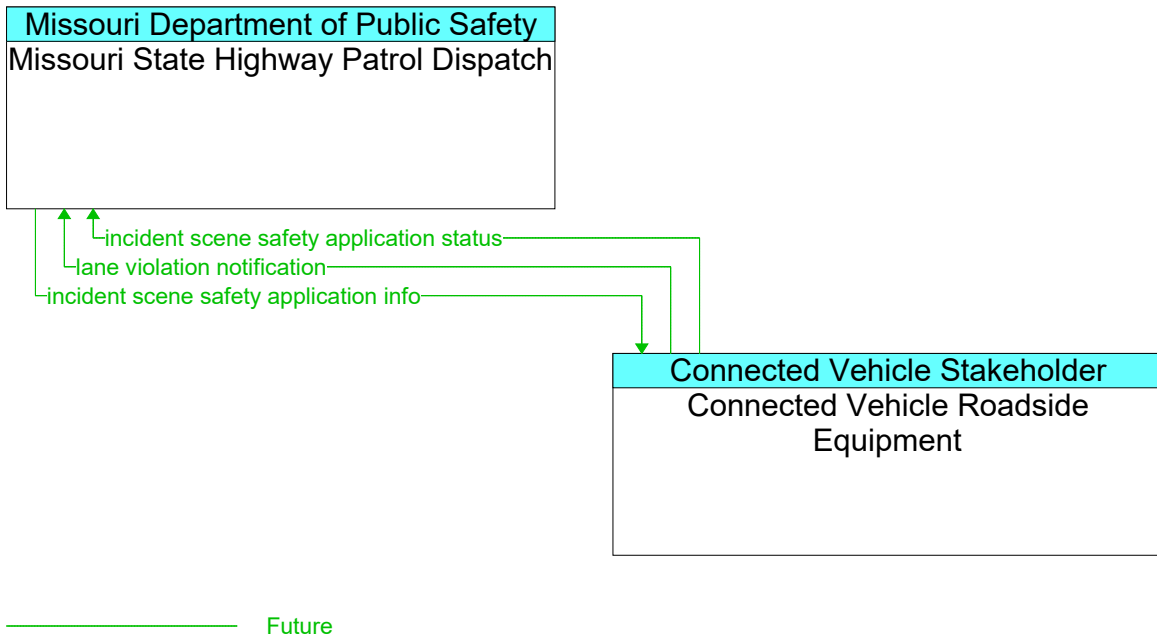 Missouri Department of Public Safety
Missouri State Highway Patrol Dispatch
incident scene safety application status
lane violation notification
incident scene safety application info
Connected Vehicle Stakeholder
Connected Vehicle Roadside
Equipment
Future